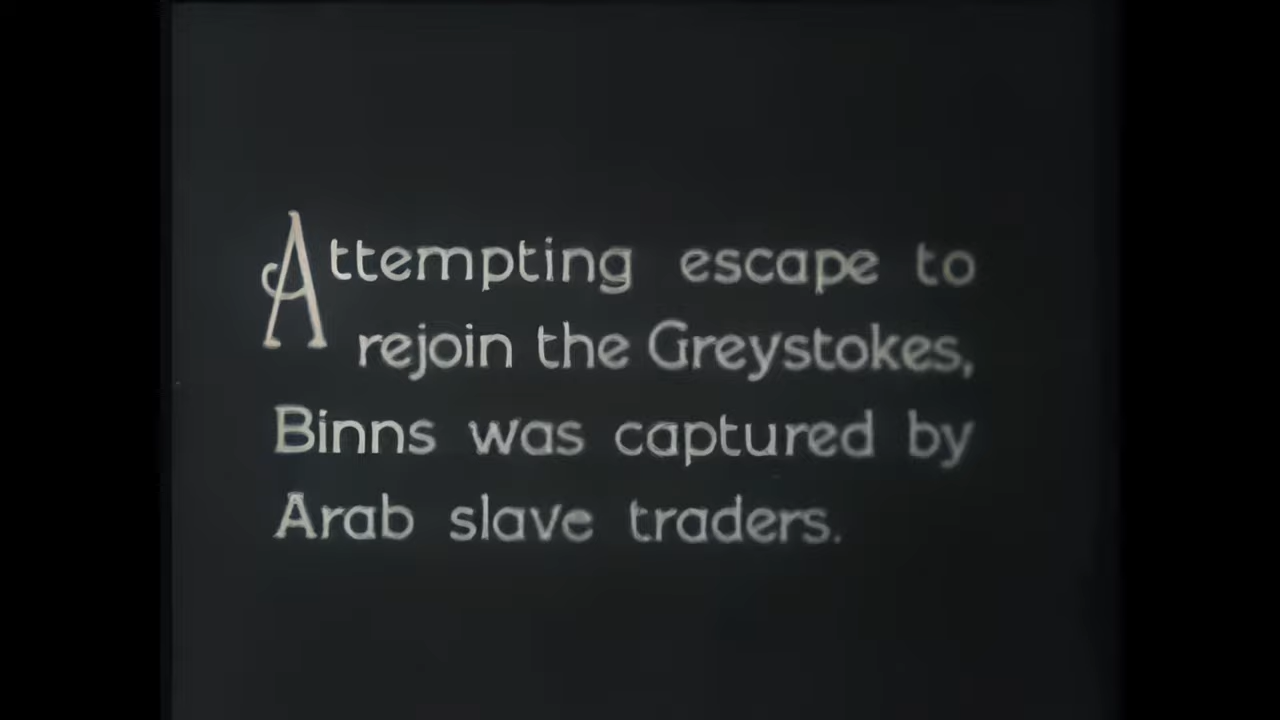 Attempting escape to
rejoin the Greystokes,
Binns was captured by
Arab slave traders.